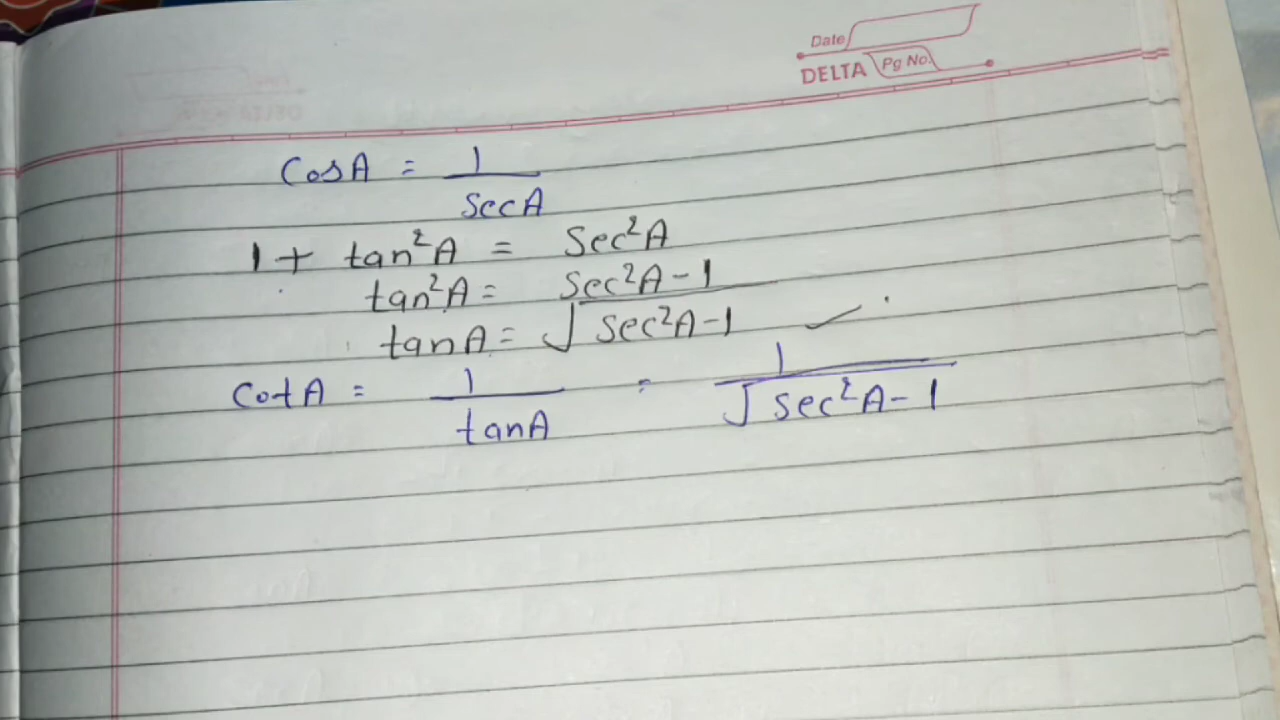 Date
DELTA Pg No.
CosA = 1/secA
1 + tan²A = Sec²A
tan²A = sec²A-1
tanA = √sec²A-1 ✓
CotA = 1/tanA = 1/√sec²A-1